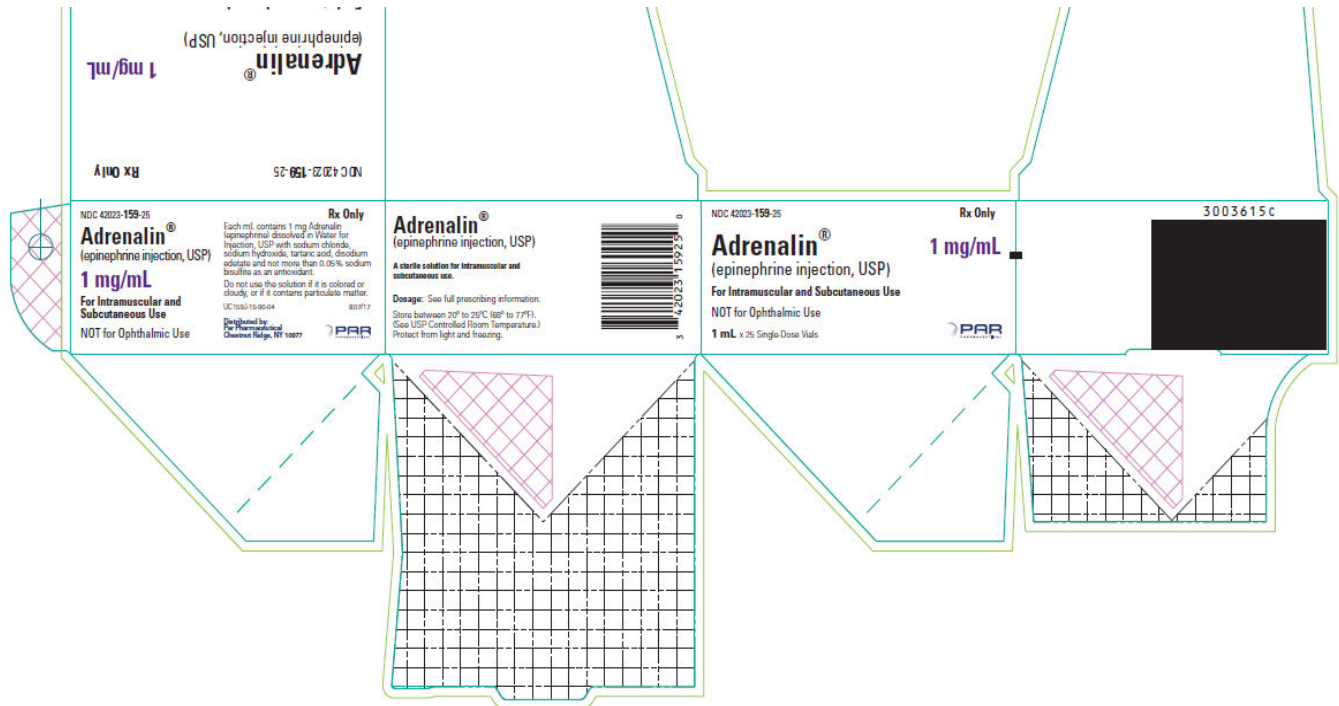 (epinephrine injection, USP)
Adrenalin®
1 mg/mL
Rx Only
NDC 42023-159-25
NDC 42023-159-25
Rx Only
Adrenalin®
(epinephrine injection, USP)
1 mg/mL
For Intramuscular and
Subcutaneous Use
NOT for Ophthalmic Use
Each mL contains 1 mg Adrenalin
(epinephrine) dissolved in Water for
Injection, USP with sodium chloride,
sodium hydroxide, tartaric acid, disodium
edetate and not more than 0.05% sodium
bisulfite as an antioxidant.
Do not use the solution if it is colored or
cloudy, or if it contains particulate matter.
Distributed by:
Par Pharmaceutical
Chestnut Ridge, NY 10977
PAR
Adrenalin®
(epinephrine injection, USP)
A sterile solution for intramuscular and
subcutaneous use.
Dosage: See full prescribing information.
Store between 20° to 25°C (68° to 77°F).
(See USP Controlled Room Temperature.)
Protect from light and freezing.
3 42023 15925 0
NDC 42023-159-25
Rx Only
Adrenalin®
1 mg/mL
(epinephrine injection, USP)
For Intramuscular and Subcutaneous Use
NOT for Ophthalmic Use
1 mL x 25 Single-Dose Vials
PAR
3003615c